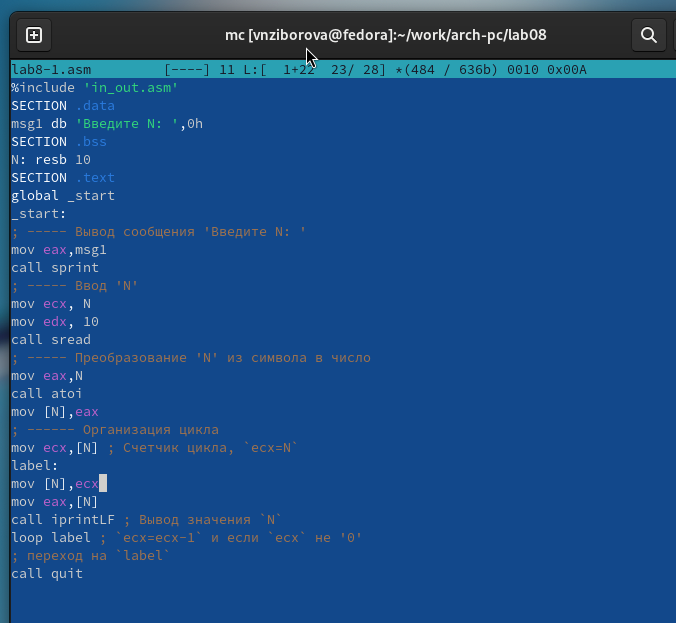 mc [vnziborova@fedora]:~/work/arch-pc/lab08
lab8-1.asm [----] 11 L:[ 1+22 23/ 28] *(484 / 636b) 0010 0x00A
%include 'in_out.asm'
SECTION .data
msg1 db 'Введите N: ',0h
SECTION .bss
N: resb 10
SECTION .text
global _start
_start:
; ----- Вывод сообщения 'Введите N: '
mov eax,msg1
call sprint
; ----- Ввод 'N'
mov ecx, N
mov edx, 10
call sread
; ----- Преобразование 'N' из символа в число
mov eax,N
call atoi
mov [N],eax
; ------ Организация цикла
mov ecx,[N] ; Счетчик цикла, `ecx=N`
label:
mov [N],ecx
mov eax,[N]
call iprintLF ; Вывод значения `N`
loop label ; `ecx=ecx-1` и если `ecx` не '0'
; переход на `label`
call quit